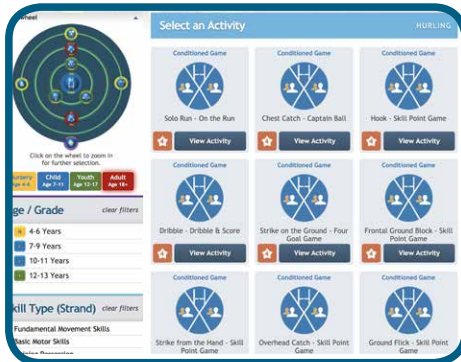 wheel
Click on the wheel to zoom in
for further selection.
Nursery
Age 4-6
Child
Age 7-11
Youth
Age 12-17
Adult
Age 18+
ge / Grade clear filters
4-6 Years
7-9 Years
10-11 Years
12-13 Years
kill Type (Strand) clear filters
Fundamental Movement Skills
Basic Motor Skills
Select an Activity HURLING
Conditioned Game
Solo Run - On the Run
View Activity
Conditioned Game
Chest Catch - Captain Ball
View Activity
Conditioned Game
Hook - Skill Point Game
View Activity
Conditioned Game
Dribble - Dribble & Score
View Activity
Conditioned Game
Strike on the Ground - Four
Goal Game
View Activity
Conditioned Game
Frontal Ground Block - Skill
Point Game
View Activity
Conditioned Game
Strike from the Hand - Skill
Point Game
Conditioned Game
Overhead Catch - Skill Point
Game
Conditioned Game
Ground Flick - Skill Point
Game